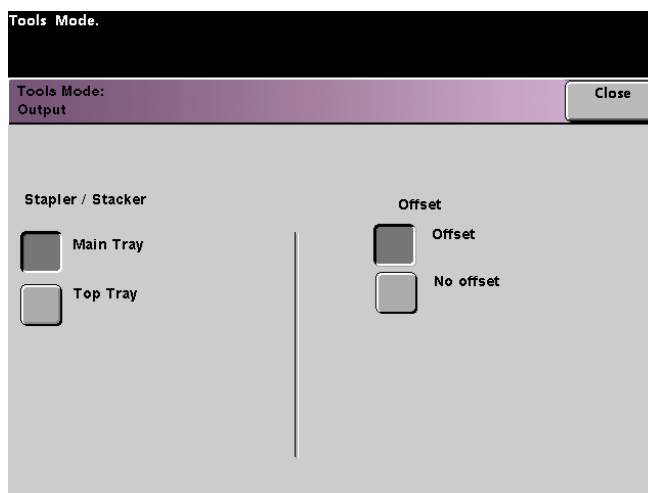 Tools Mode.
Tools Mode:
Output
Close
Stapler / Stacker
Main Tray
Top Tray
Offset
Offset
No offset